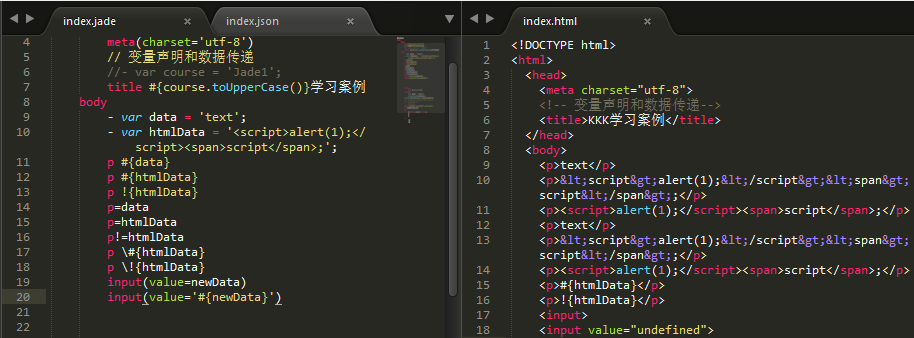 index.jade
index.json
4 meta(charset='utf-8')
5 // 变量声明和数据传递
6 //- var course = 'Jade1';
7 title #{course.toUpperCase()}学习案例
8 body
9 - var data = 'text';
10 - var htmlData = '<script>alert(1);</
script><span>script</span>;';
11 p #{data}
12 p #{htmlData}
13 p !{htmlData}
14 p=data
15 p=htmlData
16 p!=htmlData
17 p \#{htmlData}
18 p \!{htmlData}
19 input(value=newData)
20 input(value='#{newData}')
21
22
index.html
1 <!DOCTYPE html>
2 <html>
3 <head>
4 <meta charset="utf-8">
5 <!-- 变量声明和数据传递-->
6 <title>KKK学习案例</title>
7 </head>
8 <body>
9 <p>text</p>
10 <p>&lt;script&gt;alert(1);&lt;/script&gt;&lt;span&gt;
script&lt;/span&gt;;</p>
11 <p><script>alert(1);</script><span>script</span>;</p>
12 <p>text</p>
13 <p>&lt;script&gt;alert(1);&lt;/script&gt;&lt;span&gt;
script&lt;/span&gt;;</p>
14 <p><script>alert(1);</script><span>script</span>;</p>
15 <p>#{htmlData}</p>
16 <p>!{htmlData}</p>
17 <input>
18 <input value="undefined">